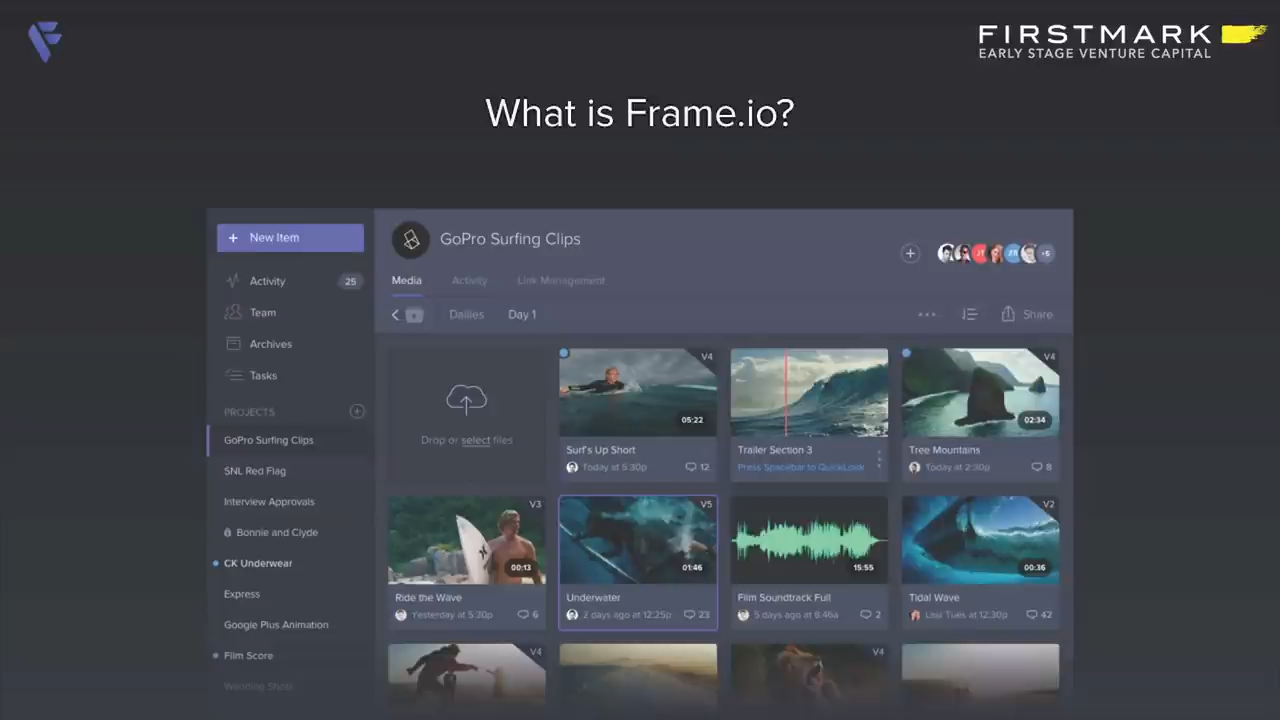 FIRSTMARK
EARLY STAGE VENTURE CAPITAL
What is Frame.io?
+ New Item
Activity 25
Team
Archives
Tasks
PROJECTS
GoPro Surfing Clips
SNL Red Flag
Interview Approvals
Bonnie and Clyde
CK Underwear
Express
Google Plus Animation
Film Score
Wedding Shots
GoPro Surfing Clips
+5
Media Activity Link Management
Dailies Day 1
Share
Drop or select files
V4
05:22
Surf's Up Short
Today at 5:30p 12
Trailer Section 3
Press Spacebar to QuickLook
V4
02:34
Tree Mountains
Today at 2:30p 8
V3
00:13
Ride the Wave
Yesterday at 5:30p 6
V5
01:46
Underwater
2 days ago at 12:25p 23
15:55
Film Soundtrack Full
5 days ago at 8:46a 2
V2
00:36
Tidal Wave
Last Tues at 12:30p 42
V4
V4